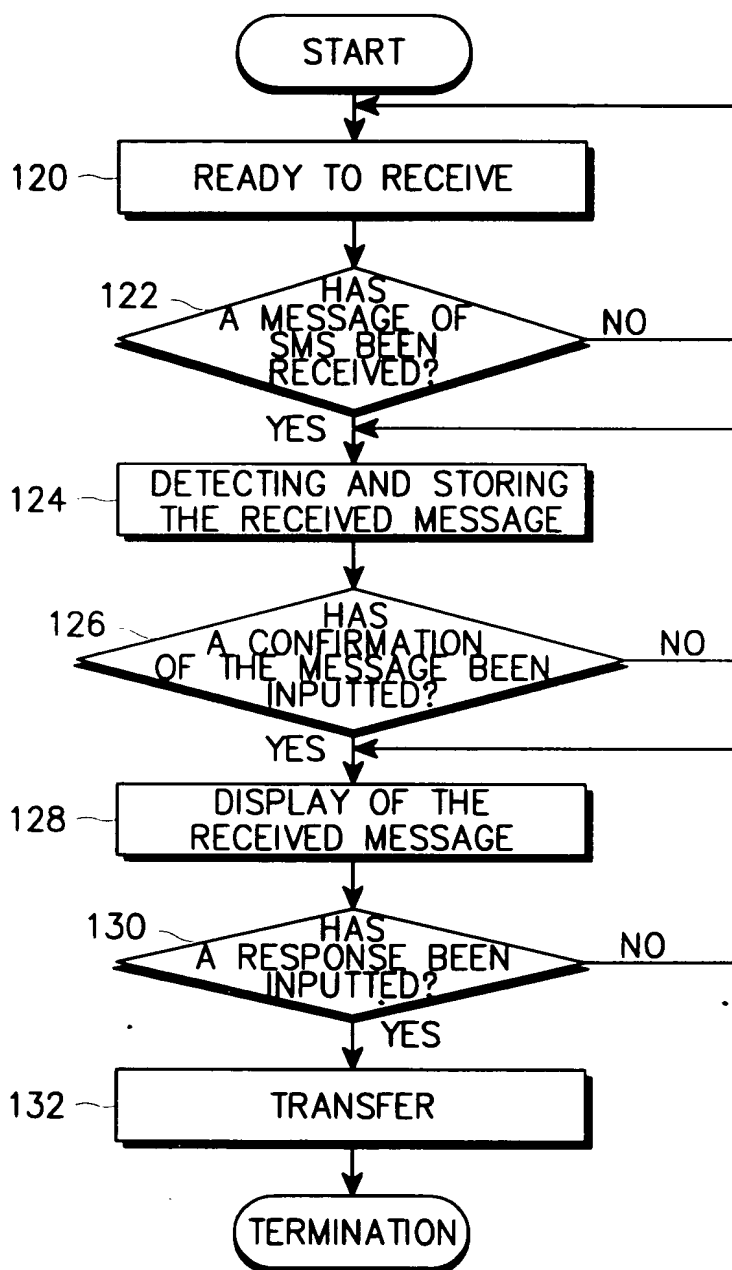 START
120
READY TO RECEIVE
122
HAS
A MESSAGE OF
SMS BEEN
RECEIVED?
NO
YES
124
DETECTING AND STORING
THE RECEIVED MESSAGE
126
HAS
A CONFIRMATION
OF THE MESSAGE BEEN
INPUTTED?
NO
YES
128
DISPLAY OF THE
RECEIVED MESSAGE
130
HAS
A RESPONSE BEEN
INPUTTED?
NO
YES
132
TRANSFER
TERMINATION